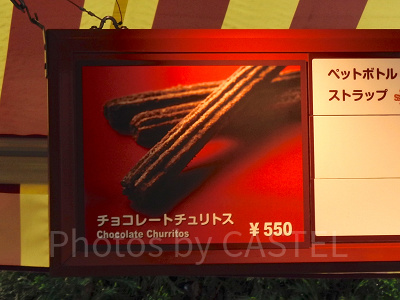 チョコレートチュリトス
Chocolate Churritos
¥550
ペットボトル
ストラップ
Photos by CASTEL